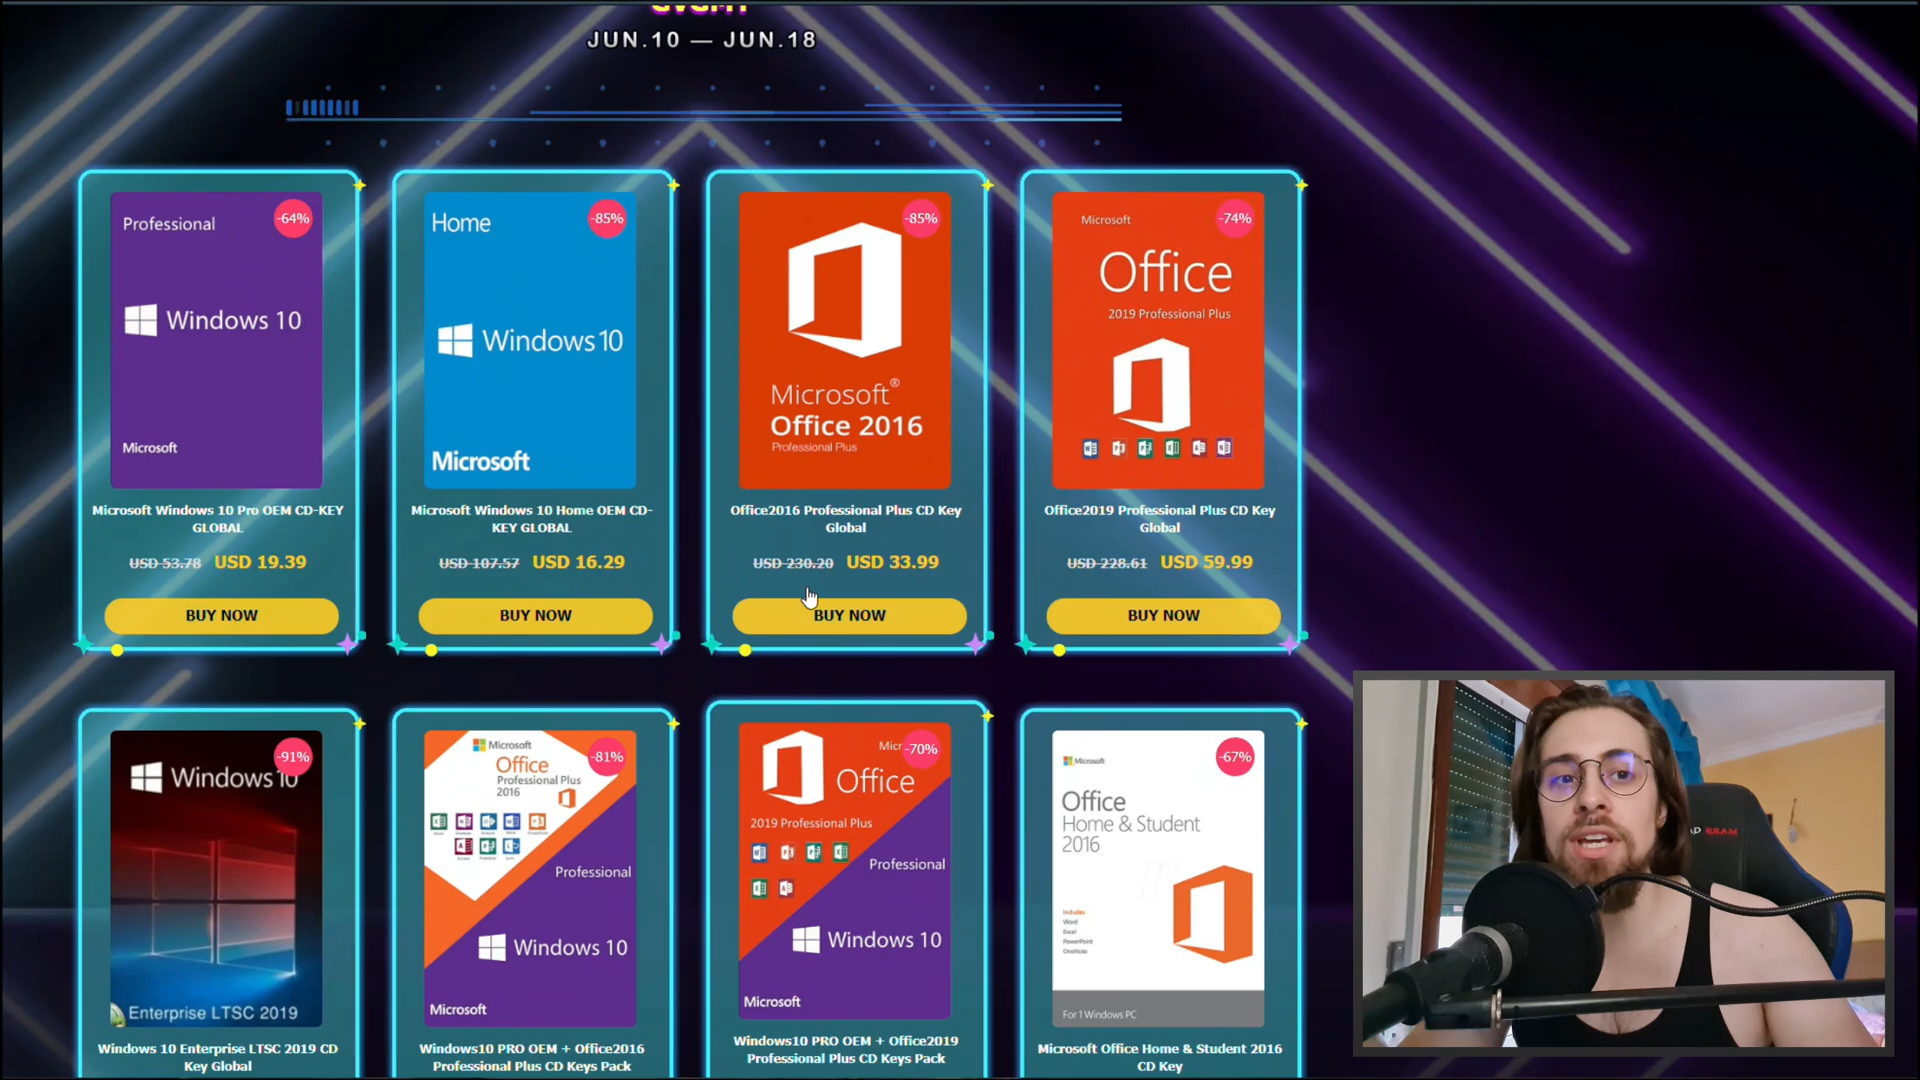 JUN.10 — JUN.18
Professional
-64%
Windows 10
Microsoft
Microsoft Windows 10 Pro OEM CD-KEY
GLOBAL
USD 53.78 USD 19.39
BUY NOW
Home
-85%
Windows 10
Microsoft
Microsoft Windows 10 Home OEM CD-
KEY GLOBAL
USD 107.57 USD 16.29
BUY NOW
-85%
Microsoft®
Office 2016
Professional Plus
Office2016 Professional Plus CD Key
Global
USD 230.20 USD 33.99
BUY NOW
Microsoft
-74%
Office
2019 Professional Plus
Office2019 Professional Plus CD Key
Global
USD 228.61 USD 59.99
BUY NOW
-91%
Windows 10
Enterprise LTSC 2019
Windows 10 Enterprise LTSC 2019 CD
Key Global
Microsoft
-81%
Office
Professional Plus
2016
Professional
Windows 10
Microsoft
Windows10 PRO OEM + Office2016
Professional Plus CD Keys Pack
-70%
Office
2019 Professional Plus
Professional
Windows 10
Microsoft
Windows10 PRO OEM + Office2019
Professional Plus CD Keys Pack
Microsoft
-67%
Office
Home & Student
2016
Includes
Word
Excel
PowerPoint
OneNote
For 1 Windows PC
Microsoft Office Home & Student 2016
CD Key